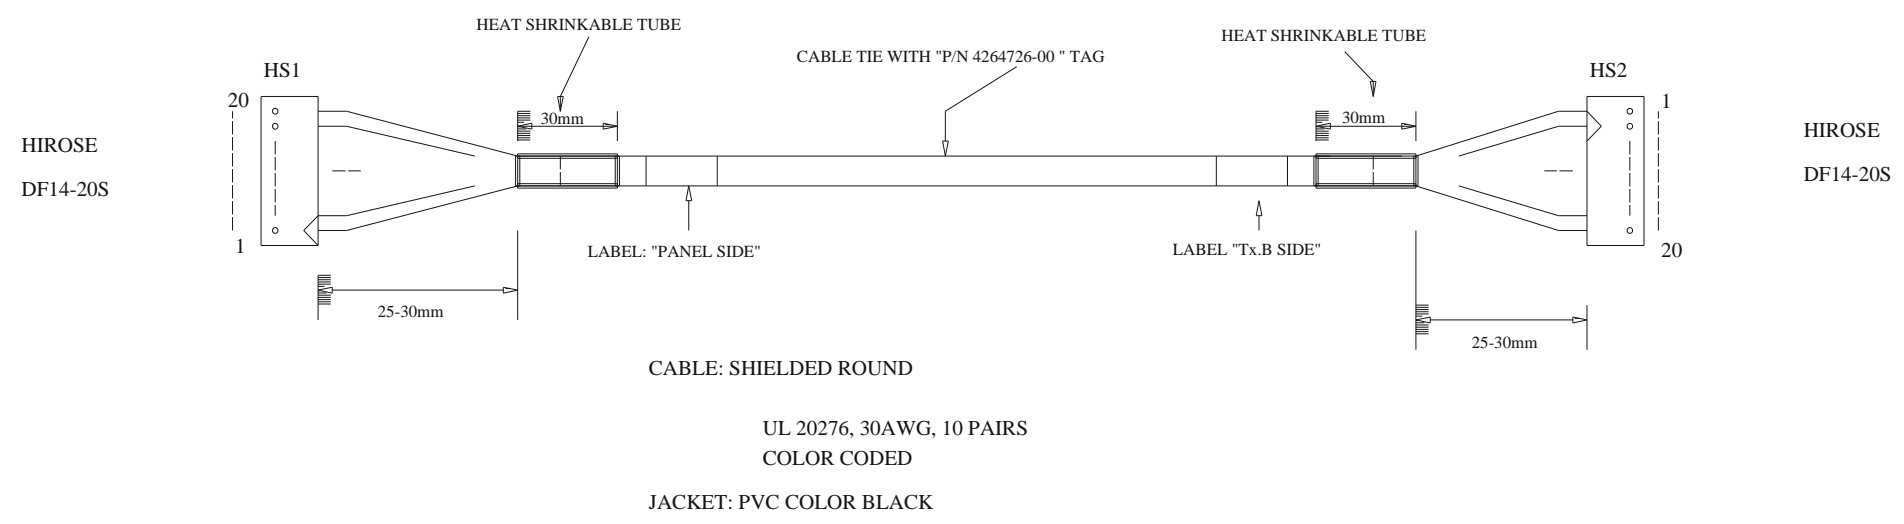 HEAT SHRINKABLE TUBE
HEAT SHRINKABLE TUBE
CABLE TIE WITH "P/N 4264726-00 " TAG
HS1
HS2
20
1
30mm
30mm
HIROSE
HIROSE
DF14-20S
DF14-20S
1
20
LABEL: "PANEL SIDE"
LABEL "Tx.B SIDE"
25-30mm
25-30mm
CABLE: SHIELDED ROUND
UL 20276, 30AWG, 10 PAIRS
COLOR CODED
JACKET: PVC COLOR BLACK